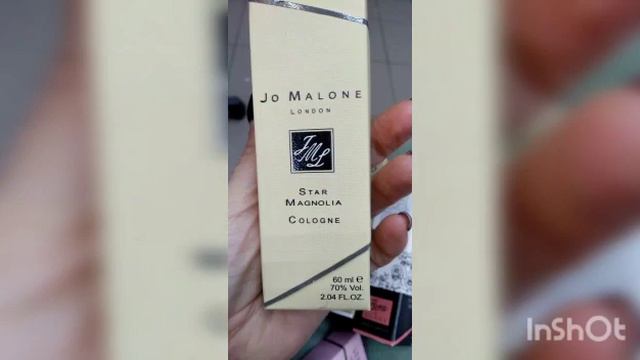 JO MALONE
LONDON
JML
STAR
MAGNOLIA
COLOGNE
60 ml e
70% Vol.
2.04 FL.OZ.
InShOt